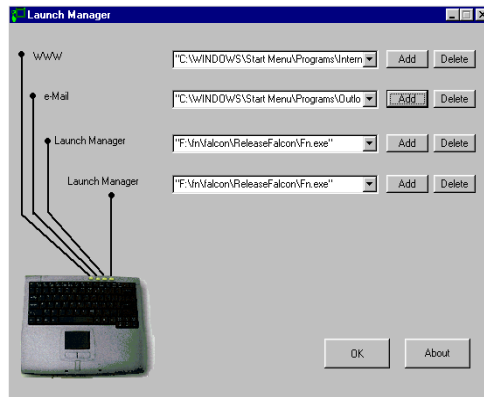 Launch Manager
WWW "C:\WINDOWS\Start Menu\Programs\Intern Add Delete
e-Mail "C:\WINDOWS\Start Menu\Programs\Outlo Add Delete
Launch Manager "F:\fn\falcon\ReleaseFalcon\Fn.exe" Add Delete
Launch Manager "F:\fn\falcon\ReleaseFalcon\Fn.exe" Add Delete
OK About